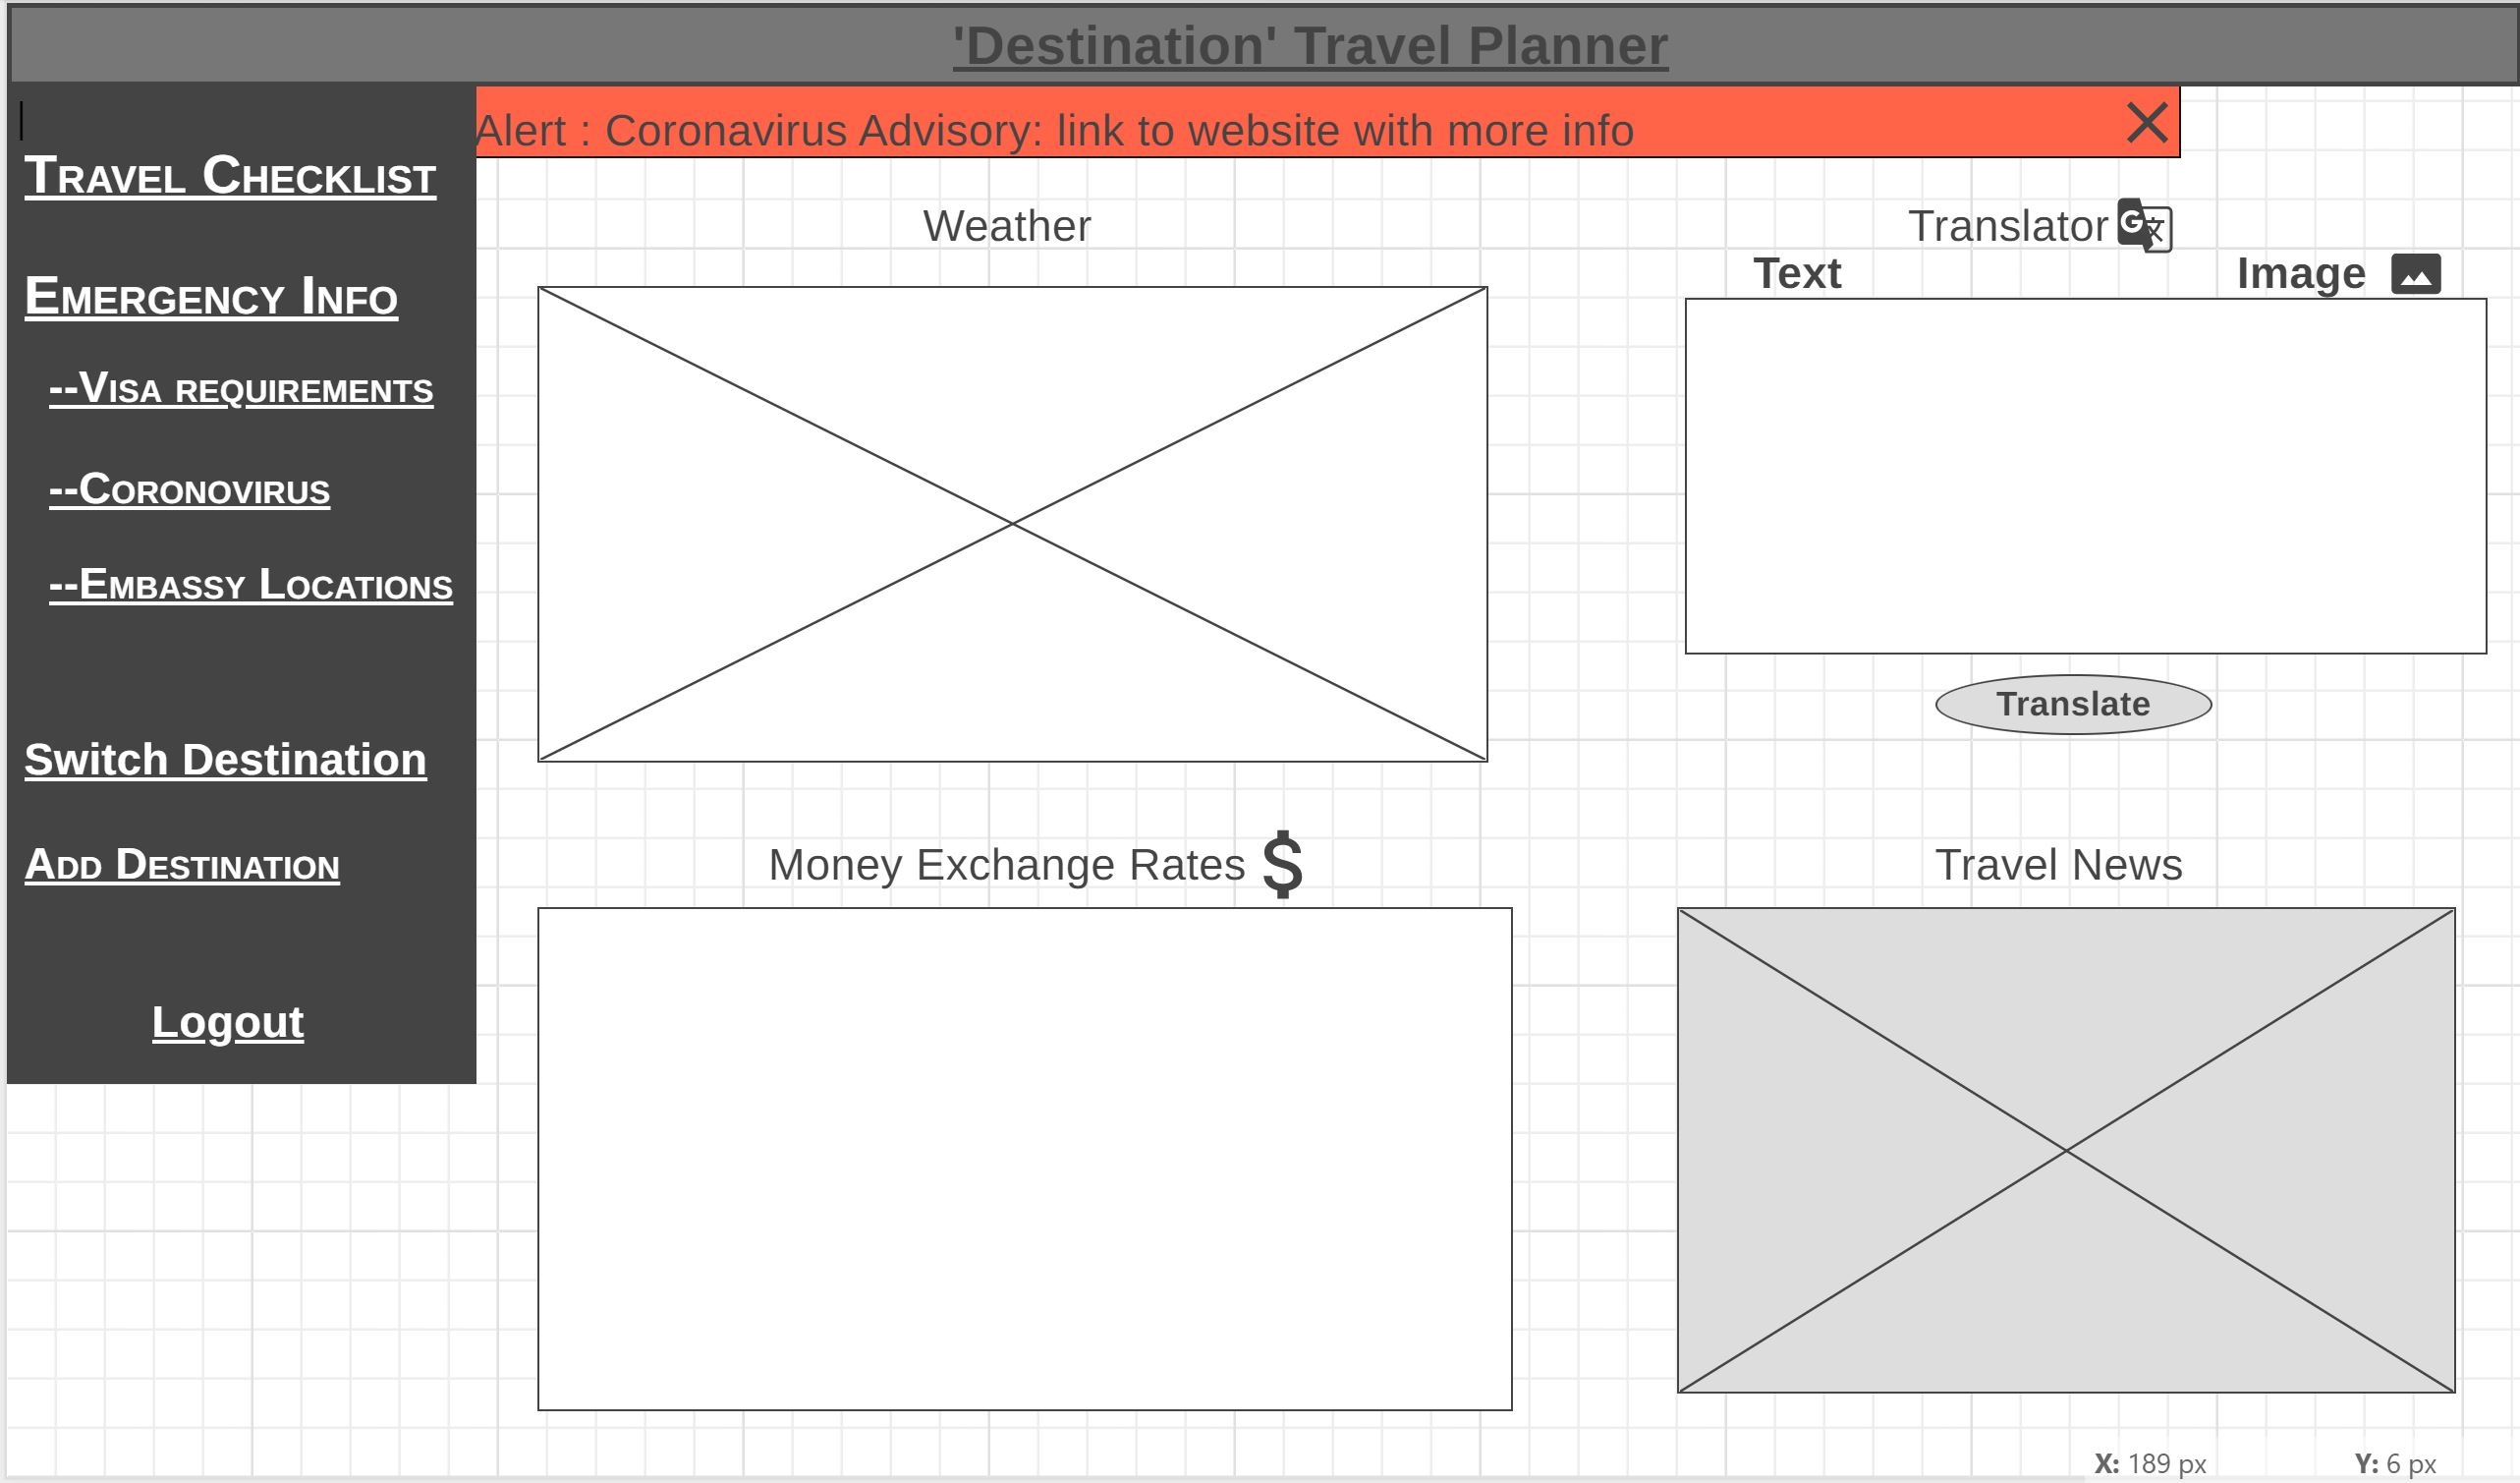 'Destination' Travel Planner
Alert : Coronavirus Advisory: link to website with more info
Travel Checklist
Emergency Info
--Visa requirements
--Coronovirus
--Embassy Locations
Switch Destination
Add Destination
Logout
Weather
Translator G文
Text Image
Translate
Money Exchange Rates $
Travel News
X: 189 px Y: 6 px